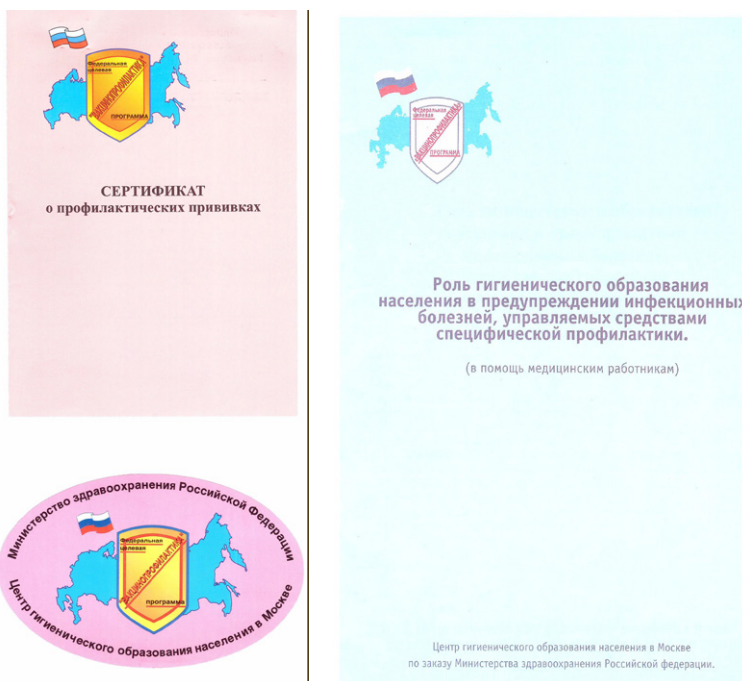 Федеральная
целевая
"ВАКЦИНОПРОФИЛАКТИКА"
ПРОГРАММА
СЕРТИФИКАТ
о профилактических прививках
Министерство здравоохранения Российской Федерации
Федеральная
целевая
"ВАКЦИНОПРОФИЛАКТИКА"
программа
Центр гигиенического образования населения в Москве
Федеральная
целевая
"ВАКЦИНОПРОФИЛАКТИКА"
ПРОГРАММА
Роль гигиенического образования
населения в предупреждении инфекционных
болезней, управляемых средствами
специфической профилактики.
(в помощь медицинским работникам)
Центр гигиенического образования населения в Москве
по заказу Министерства здравоохранения Российской федерации.